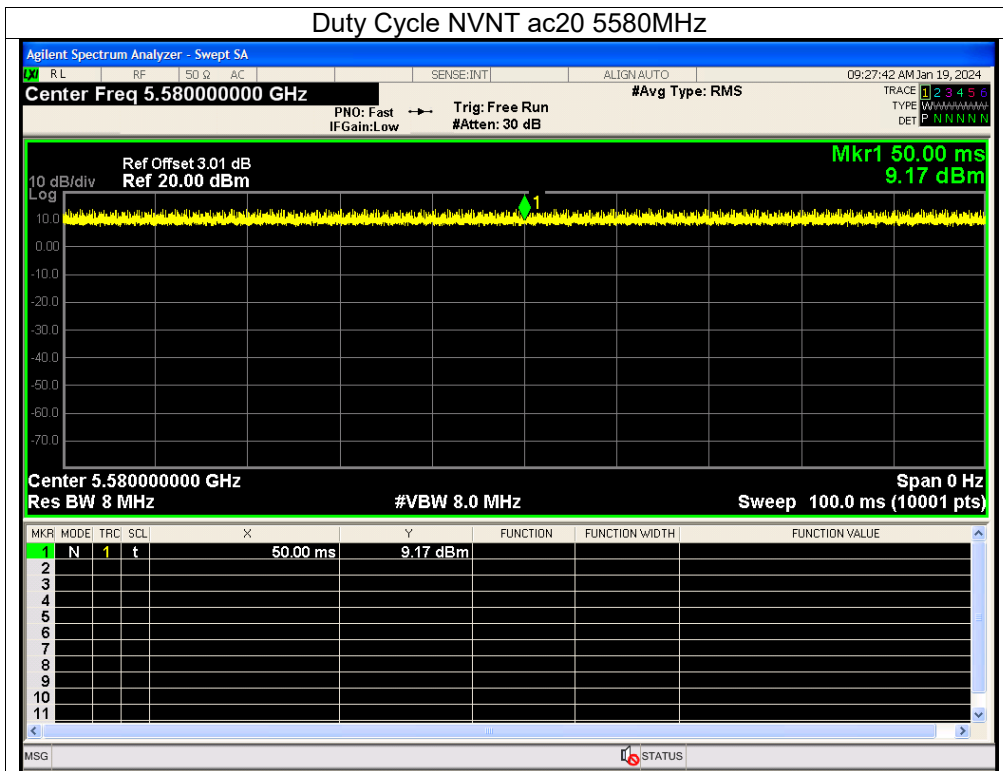 Duty Cycle NVNT ac20 5580MHz
Agilent Spectrum Analyzer - Swept SA
LXI RL RF 50 Ω AC SENSE:INT ALIGN AUTO 09:27:42 AM Jan 19, 2024
Center Freq 5.580000000 GHz #Avg Type: RMS TRACE 1 2 3 4 5 6
PNO: Fast Trig: Free Run TYPE WWWWWW
IFGain:Low #Atten: 30 dB DET P N N N N N
Mkr1 50.00 ms
Ref Offset 3.01 dB
10 dB/div Ref 20.00 dBm 9.17 dBm
Log
1
10.0
0.00
-10.0
-20.0
-30.0
-40.0
-50.0
-60.0
-70.0
Center 5.580000000 GHz Span 0 Hz
Res BW 8 MHz #VBW 8.0 MHz Sweep 100.0 ms (10001 pts)
MKR MODE TRC SCL X Y FUNCTION FUNCTION WIDTH FUNCTION VALUE
1 N 1 t 50.00 ms 9.17 dBm
2
3
4
5
6
7
8
9
10
11
MSG STATUS